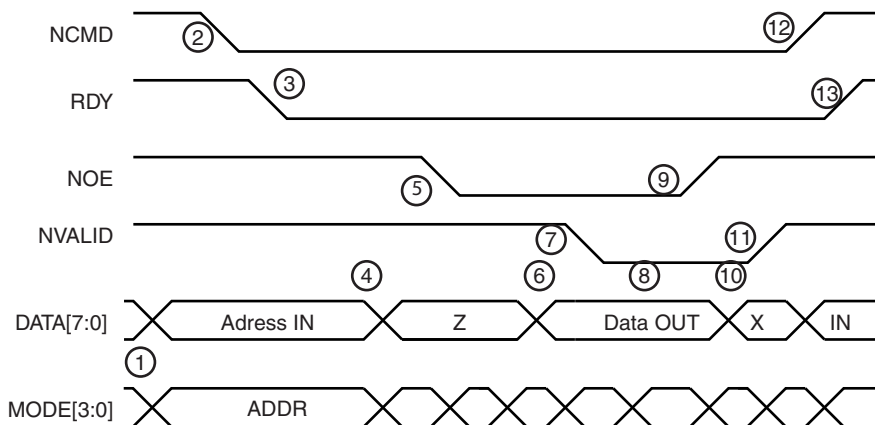 NCMD ② ⑫
RDY ③ ⑬
NOE ⑤ ⑨
NVALID ⑦ ⑪
④ ⑥ ⑧ ⑩
DATA[7:0] Adress IN Z Data OUT X IN
①
MODE[3:0] ADDR